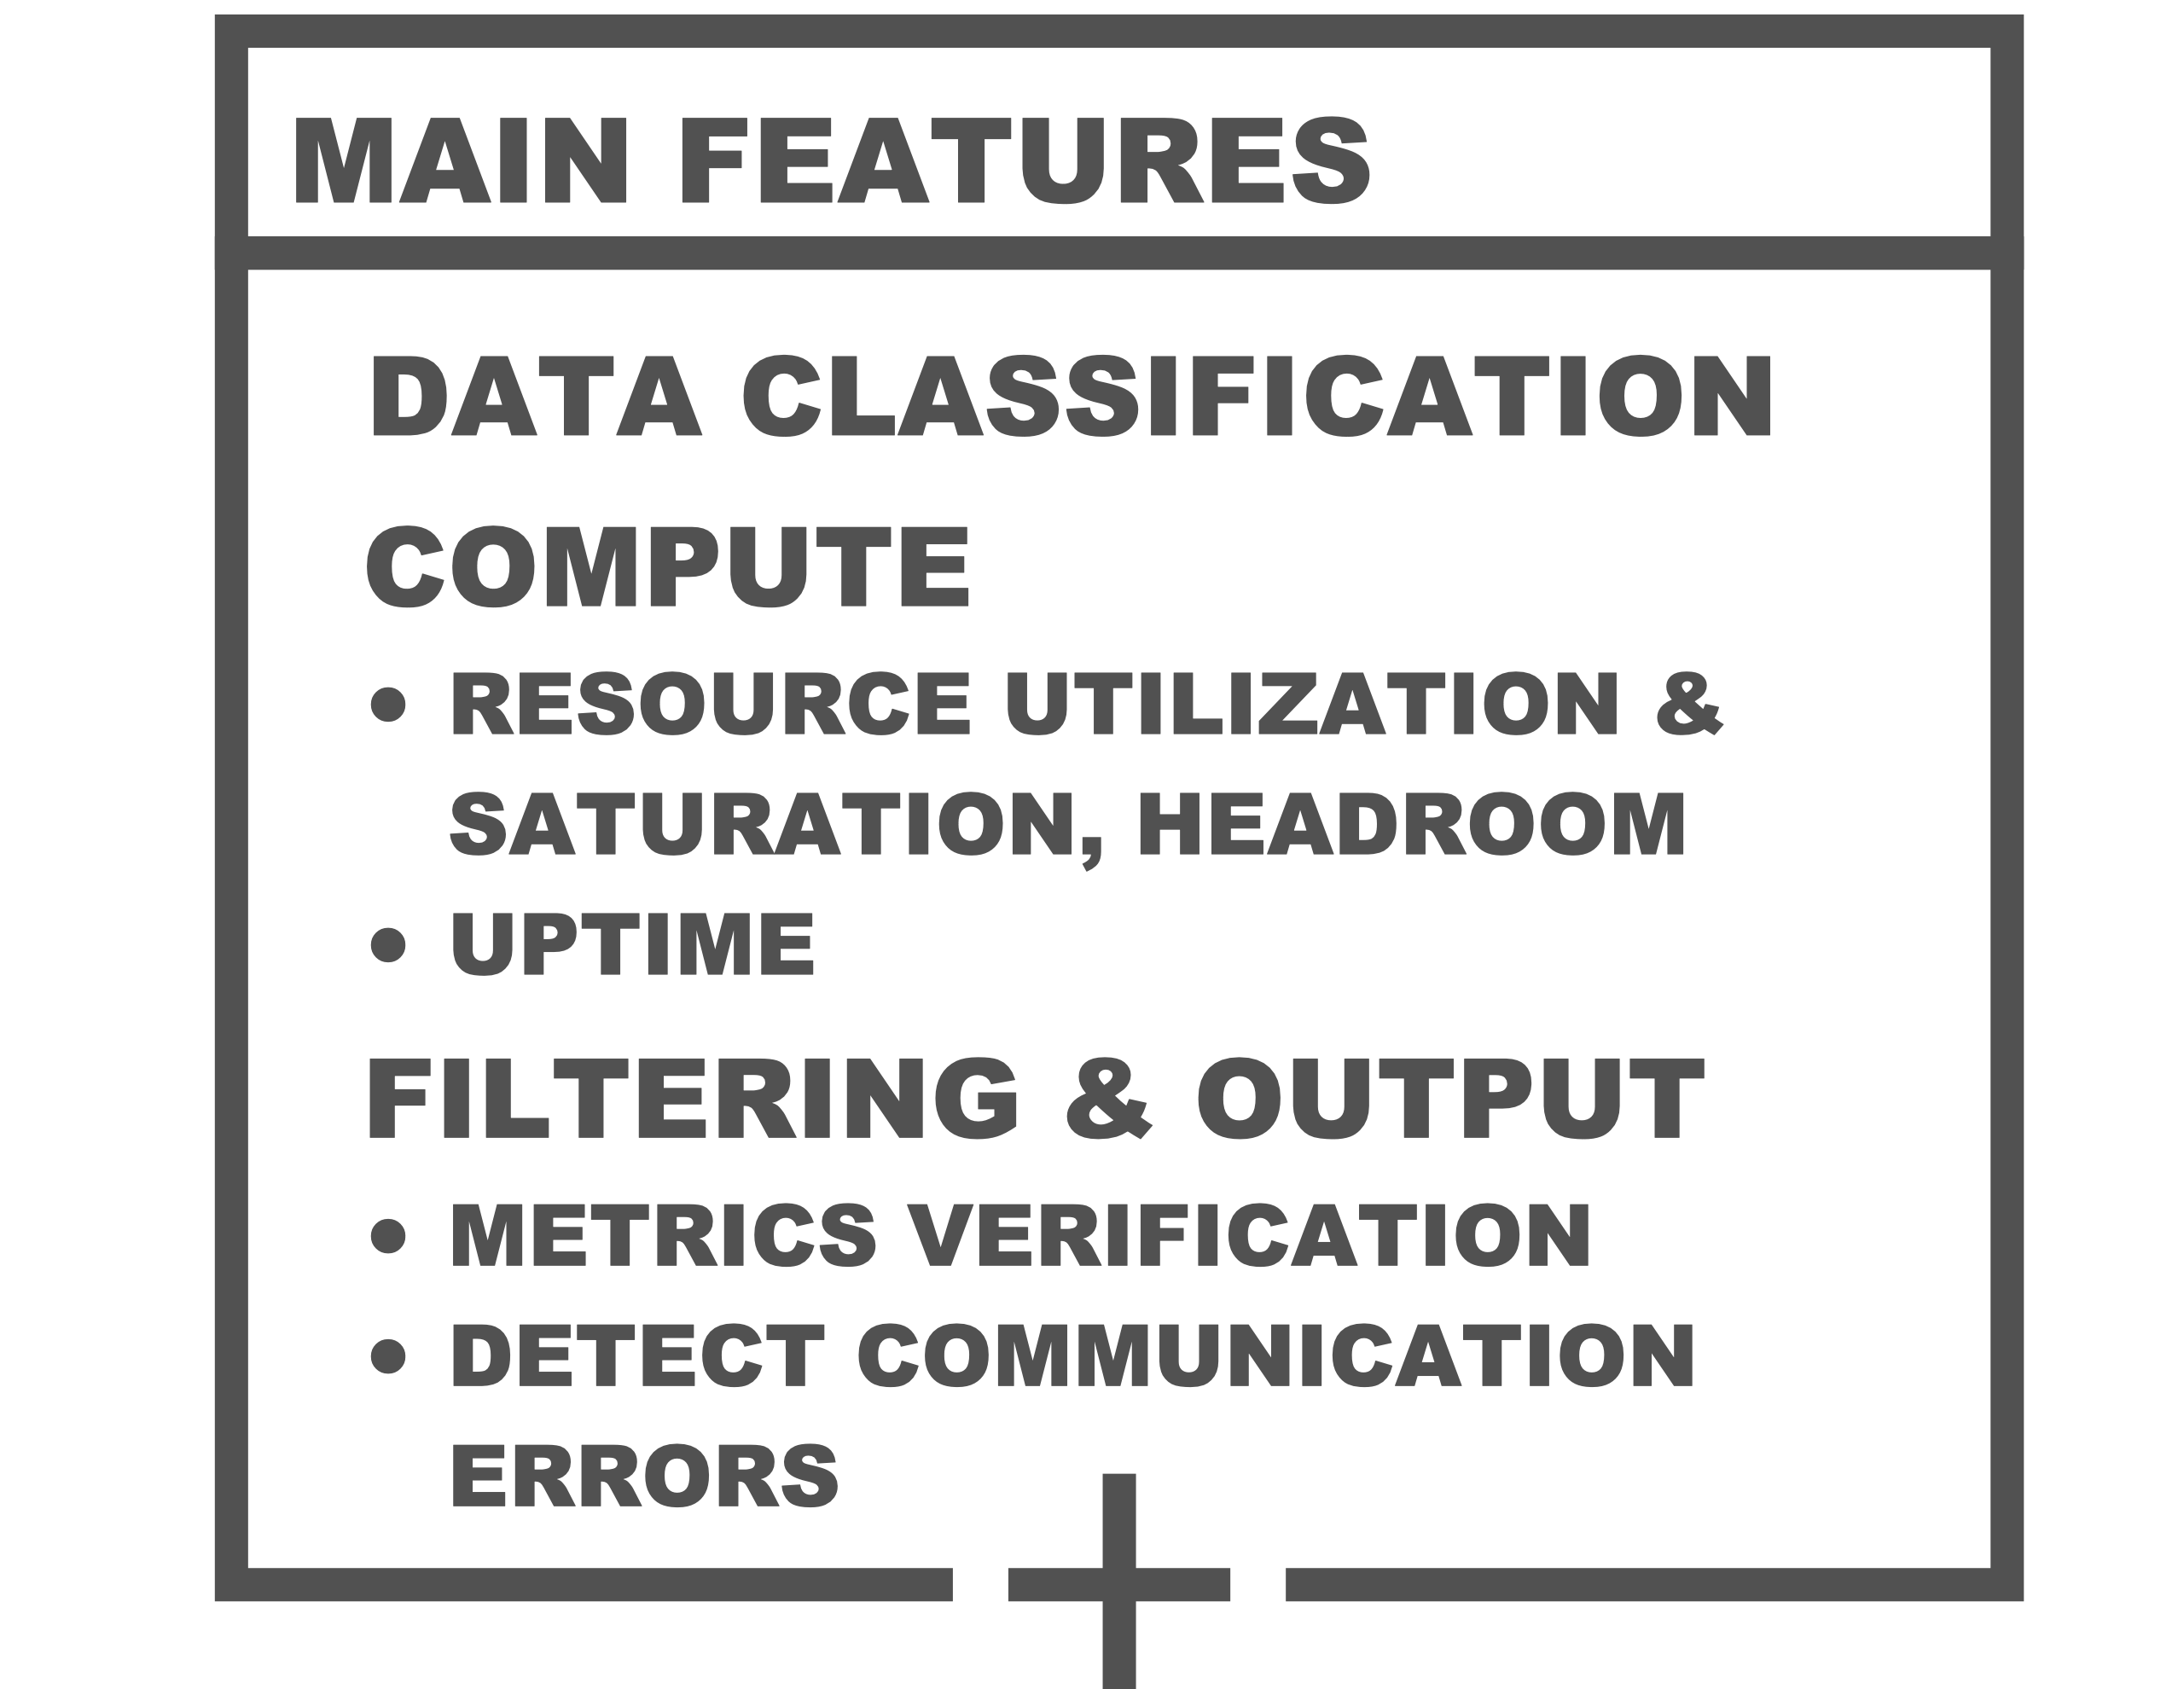 MAIN FEATURES
DATA CLASSIFICATION
COMPUTE
• RESOURCE UTILIZATION &
SATURATION, HEADROOM
• UPTIME
FILTERING & OUTPUT
• METRICS VERIFICATION
• DETECT COMMUNICATION
ERRORS